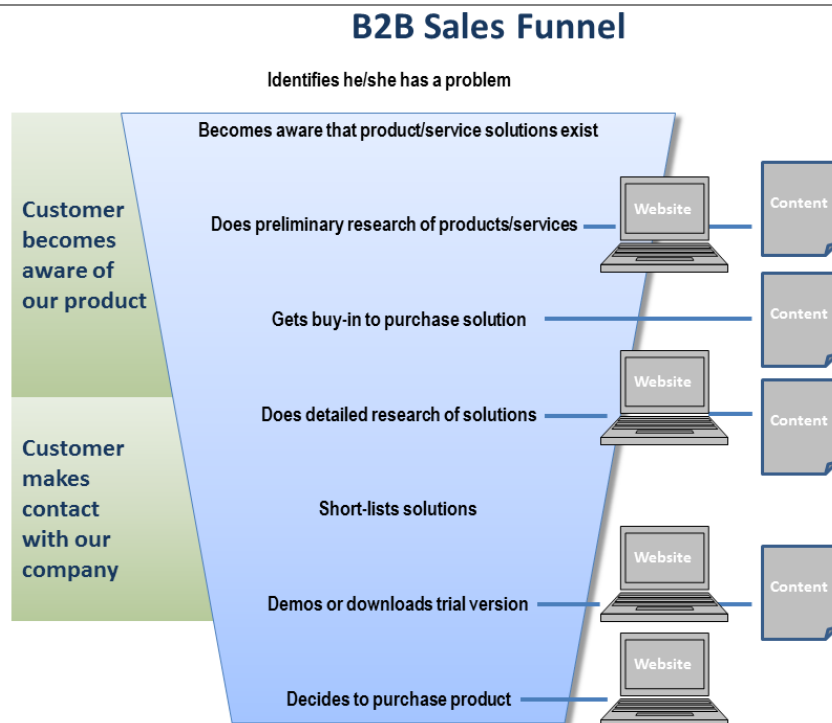 B2B Sales Funnel
Identifies he/she has a problem
Becomes aware that product/service solutions exist
Customer
becomes
aware of
our product
Does preliminary research of products/services
Website
Content
Gets buy-in to purchase solution
Content
Does detailed research of solutions
Website
Content
Customer
makes
contact
with our
company
Short-lists solutions
Demos or downloads trial version
Website
Content
Decides to purchase product
Website